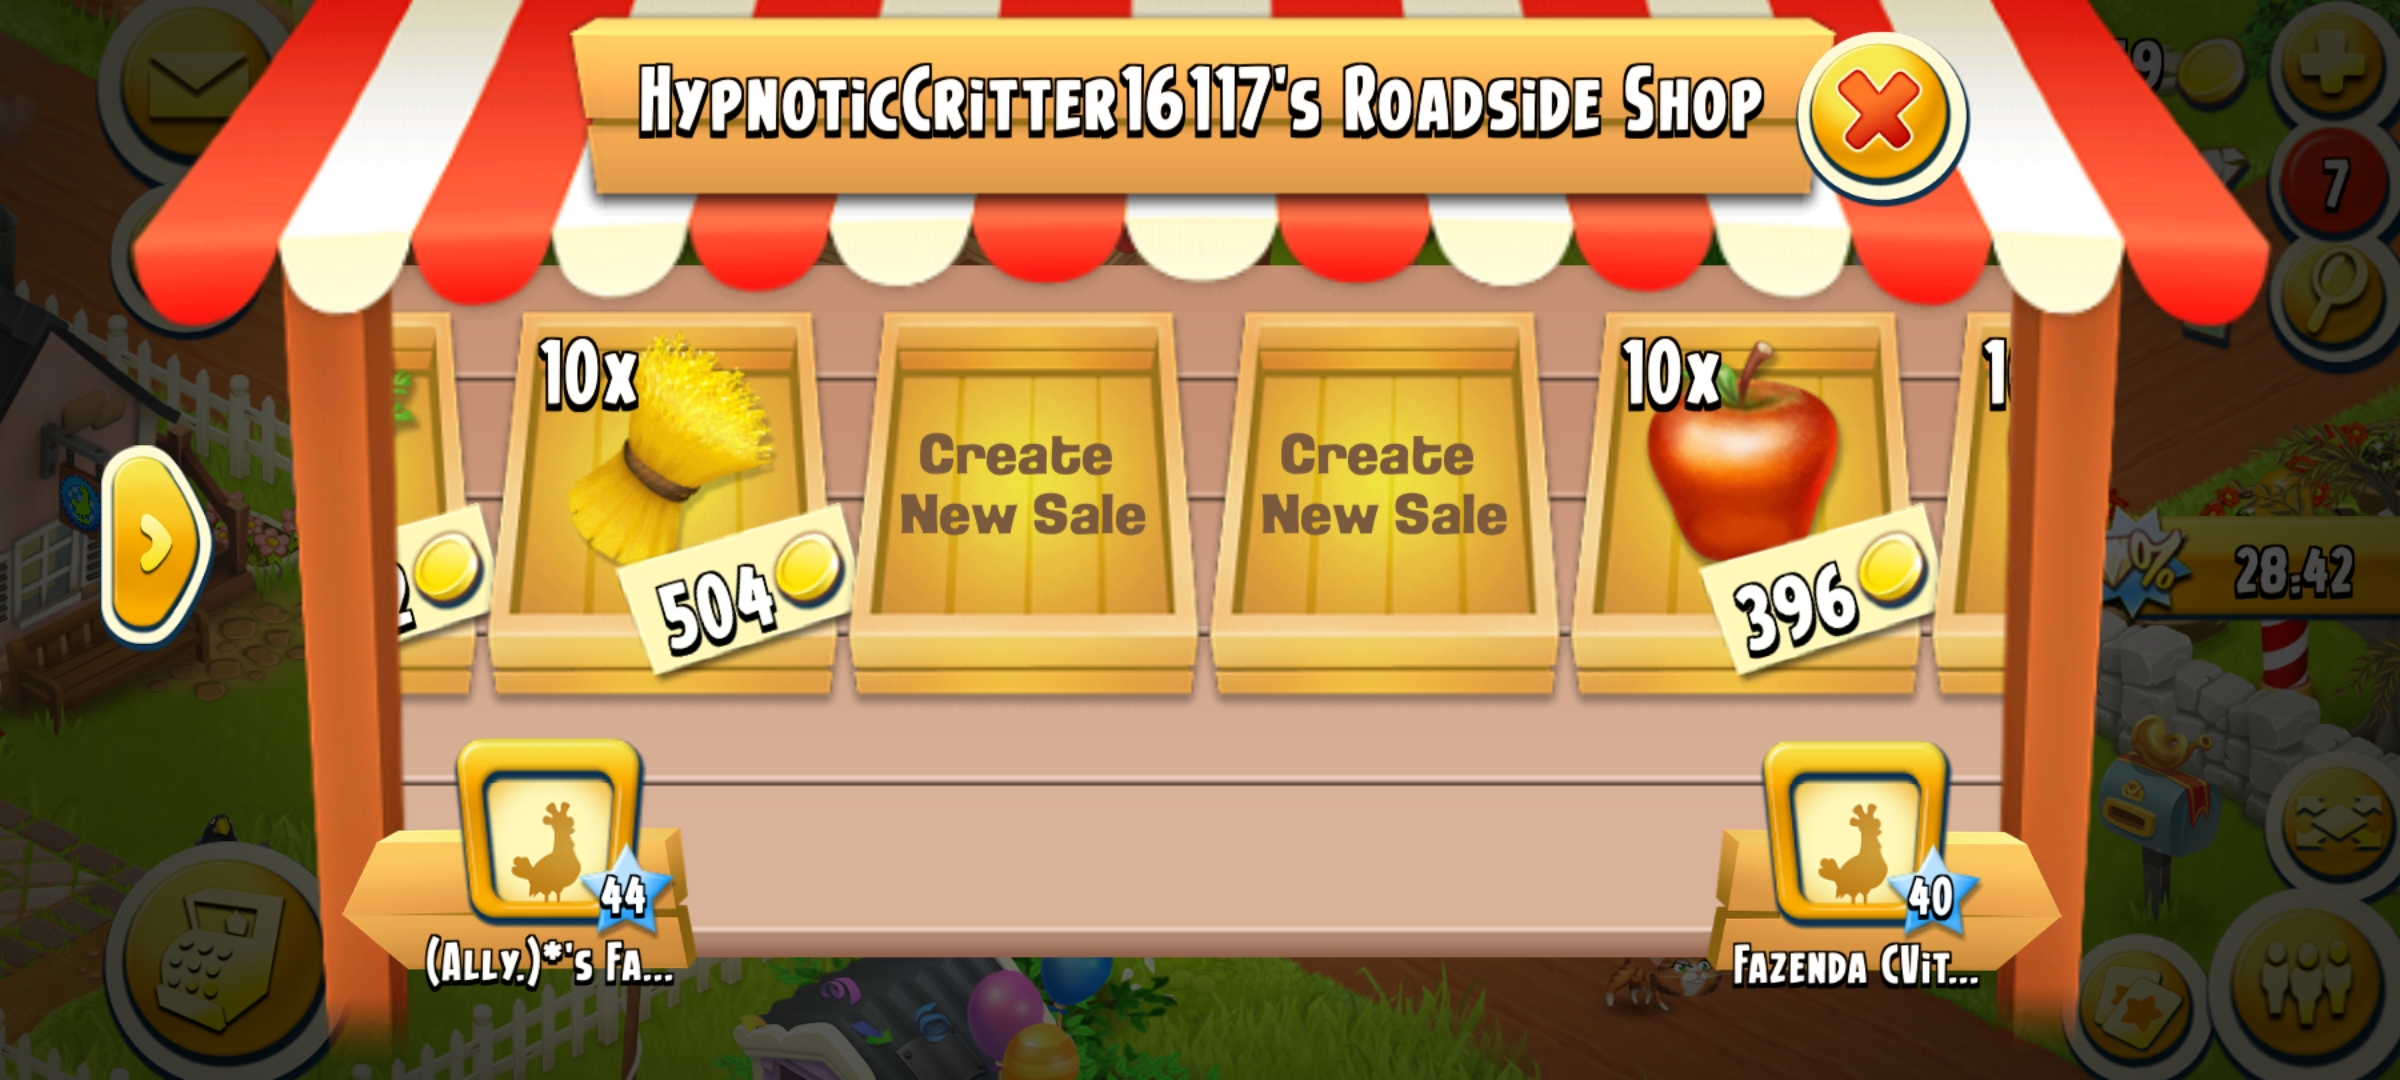 HypnoticCritter16117's Roadside Shop
7
10x
10x
Create
New Sale
Create
New Sale
504
396
28:42
44
40
(Ally.)*'s Fa...
Fazenda CVit...